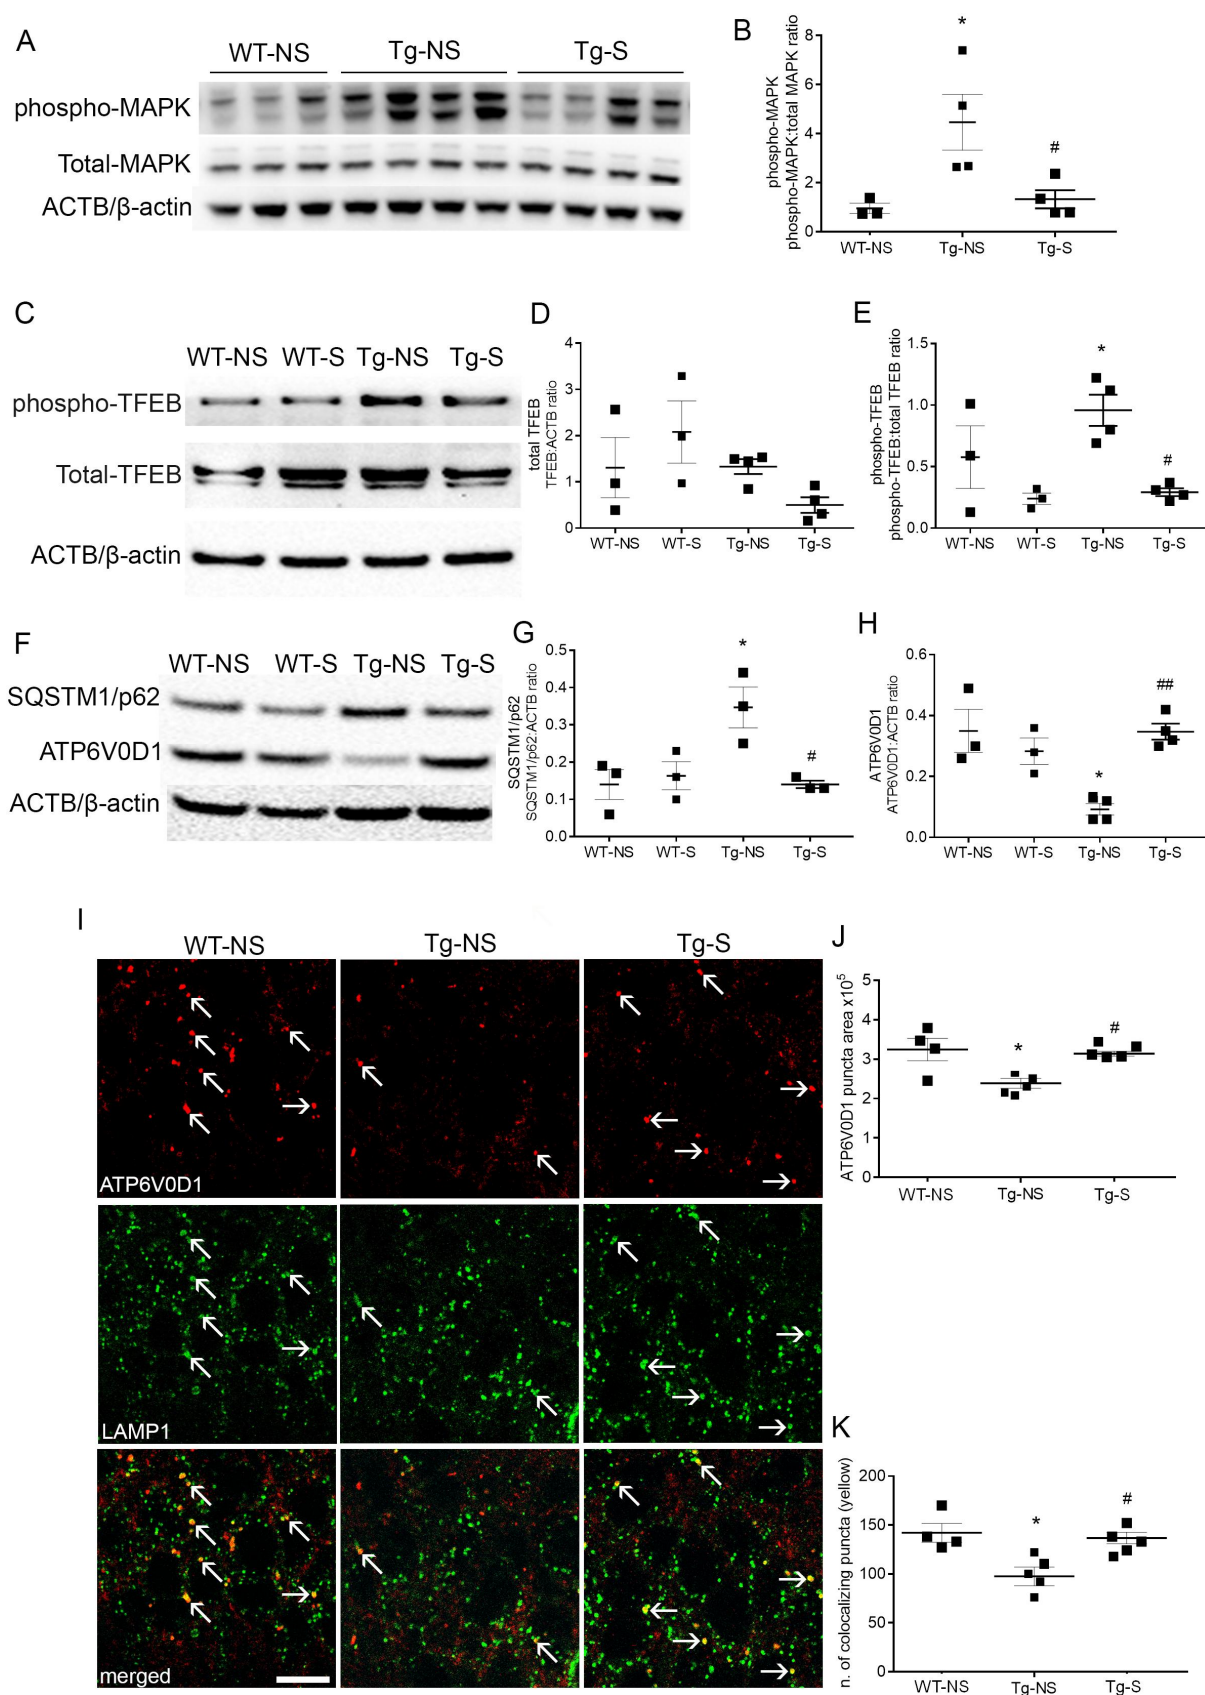 A
WT-NS Tg-NS Tg-S
phospho-MAPK
Total-MAPK
ACTB/β-actin
B
phospho-MAPK
phospho-MAPK:total MAPK ratio
8
6
4
2
0
*
#
WT-NS Tg-NS Tg-S
C
WT-NS WT-S Tg-NS Tg-S
phospho-TFEB
Total-TFEB
ACTB/β-actin
D
total TFEB
TFEB:ACTB ratio
4
3
2
1
0
WT-NS WT-S Tg-NS Tg-S
E
phospho-TFEB
phospho-TFEB:total TFEB ratio
1.5
1.0
0.5
0.0
*
#
WT-NS WT-S Tg-NS Tg-S
F
WT-NS WT-S Tg-NS Tg-S
SQSTM1/p62
ATP6V0D1
ACTB/β-actin
G
SQSTM1/p62
SQSTM1/p62:ACTB ratio
0.5
0.4
0.3
0.2
0.1
0.0
*
#
WT-NS WT-S Tg-NS Tg-S
H
ATP6V0D1
ATP6V0D1:ACTB ratio
0.6
0.4
0.2
0.0
*
##
WT-NS WT-S Tg-NS Tg-S
I
WT-NS Tg-NS Tg-S
ATP6V0D1
LAMP1
merged
J
ATP6V0D1 puncta area x10⁵
5
4
3
2
1
0
*
#
WT-NS Tg-NS Tg-S
K
n. of colocalizing puncta (yellow)
200
150
100
50
0
*
#
WT-NS Tg-NS Tg-S